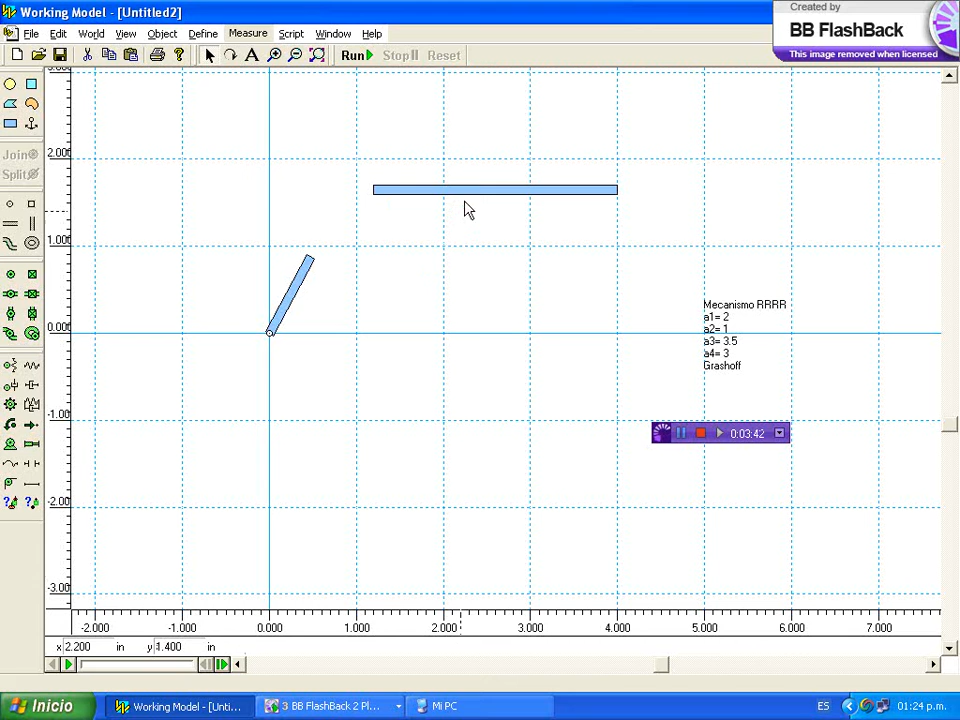 Working Model - [Untitled2]
Created by
BB FlashBack
This image removed when licensed
File Edit World View Object Define Measure Script Window Help
A Run Stop Reset
Join
Split
2.000
1.000
0.000
-1.00
-2.00
-3.00
Mecanismo RRRR
a1= 2
a2= 1
a3= 3.5
a4= 3
Grashoff
0:03:42
-2.000 -1.000 0.000 1.000 2.000 3.000 4.000 5.000 6.000 7.000
x 2.200 in y 1.400 in
Inicio Working Model - [Unti... 3 BB FlashBack 2 Pl... Mi PC ES 01:24 p.m.